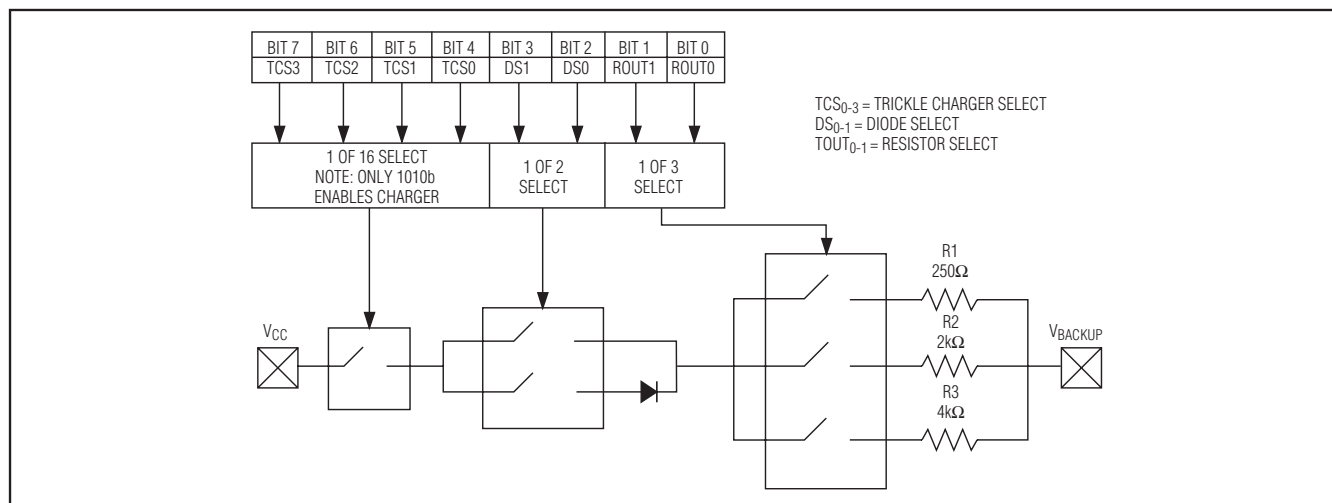 BIT 7 BIT 6 BIT 5 BIT 4 BIT 3 BIT 2 BIT 1 BIT 0
TCS3 TCS2 TCS1 TCS0 DS1 DS0 ROUT1 ROUT0
TCS0-3 = TRICKLE CHARGER SELECT
DS0-1 = DIODE SELECT
TOUT0-1 = RESISTOR SELECT
1 OF 16 SELECT
NOTE: ONLY 1010b
ENABLES CHARGER
1 OF 2
SELECT
1 OF 3
SELECT
R1
250Ω
R2
2kΩ
R3
4kΩ
VCC
VBACKUP